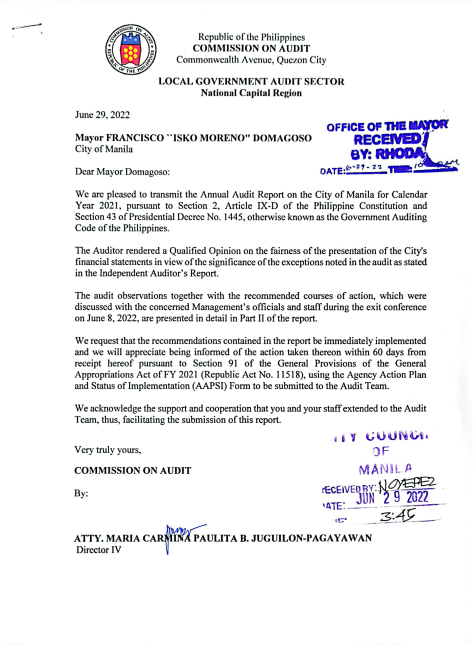 Republic of the Philippines
COMMISSION ON AUDIT
Commonwealth Avenue, Quezon City
LOCAL GOVERNMENT AUDIT SECTOR
National Capital Region
June 29, 2022
OFFICE OF THE MAYOR
RECEIVED
BY: RHODA
DATE: 6-29-22 TIME:
Mayor FRANCISCO ``ISKO MORENO" DOMAGOSO
City of Manila
Dear Mayor Domagoso:
We are pleased to transmit the Annual Audit Report on the City of Manila for Calendar
Year 2021, pursuant to Section 2, Article IX-D of the Philippine Constitution and
Section 43 of Presidential Decree No. 1445, otherwise known as the Government Auditing
Code of the Philippines.
The Auditor rendered a Qualified Opinion on the fairness of the presentation of the City's
financial statements in view of the significance of the exceptions noted in the audit as stated
in the Independent Auditor's Report.
The audit observations together with the recommended courses of action, which were
discussed with the concerned Management's officials and staff during the exit conference
on June 8, 2022, are presented in detail in Part II of the report.
We request that the recommendations contained in the report be immediately implemented
and we will appreciate being informed of the action taken thereon within 60 days from
receipt hereof pursuant to Section 91 of the General Provisions of the General
Appropriations Act of FY 2021 (Republic Act No. 11518), using the Agency Action Plan
and Status of Implementation (AAPSI) Form to be submitted to the Audit Team.
We acknowledge the support and cooperation that you and your staff extended to the Audit
Team, thus, facilitating the submission of this report.
Very truly yours,
COMMISSION ON AUDIT
By:
OF
MANILA
JUN 29 2022
3:45
ATTY. MARIA CARMINA PAULITA B. JUGUILON-PAGAYAWAN
Director IV